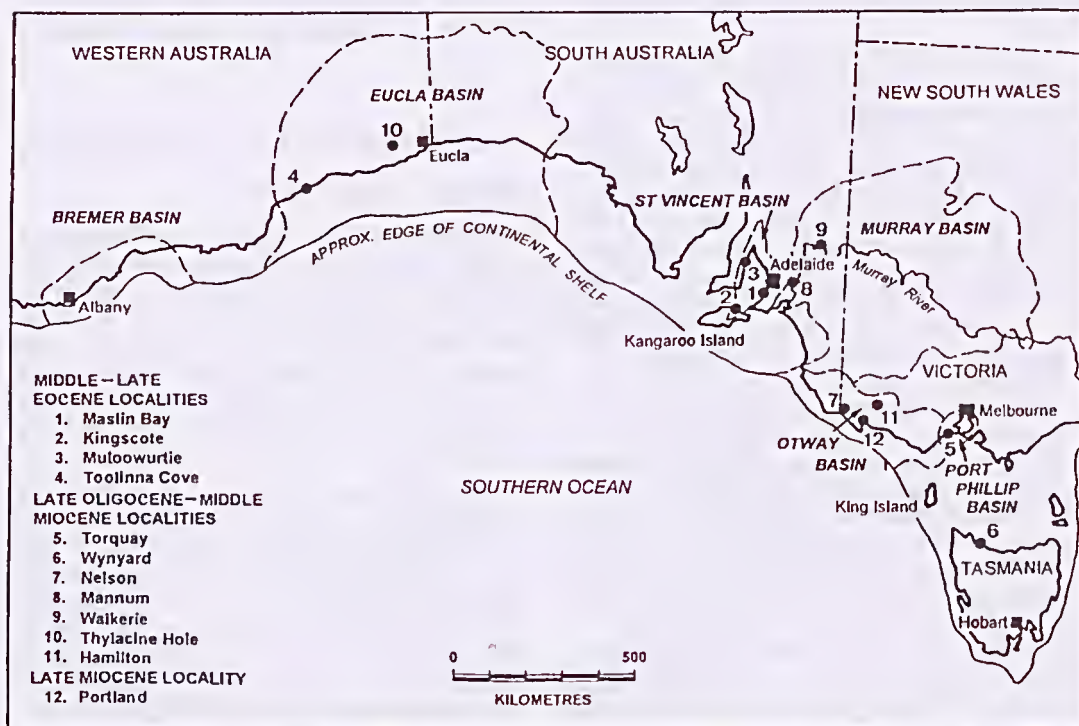 WESTERN AUSTRALIA
SOUTH AUSTRALIA
NEW SOUTH WALES
EUCLA BASIN
10
Eucla
4
BREMER BASIN
Albany
APPROX. EDGE OF CONTINENTAL SHELF
ST VINCENT BASIN
MURRAY BASIN
9
Adelaide
3
8
2
1
Murray River
Kangaroo Island
VICTORIA
7
11
Melbourne
12
OTWAY
BASIN
5
PORT
PHILLIP
BASIN
King Island
6
TASMANIA
Hobart
SOUTHERN OCEAN
MIDDLE – LATE
EOCENE LOCALITIES
1. Maslin Bay
2. Kingscote
3. Muloowurtie
4. Toolinna Cove
LATE OLIGOCENE – MIDDLE
MIOCENE LOCALITIES
5. Torquay
6. Wynyard
7. Nelson
8. Mannum
9. Waikerie
10. Thylacine Hole
11. Hamilton
LATE MIOCENE LOCALITY
12. Portland
0 500
KILOMETRES